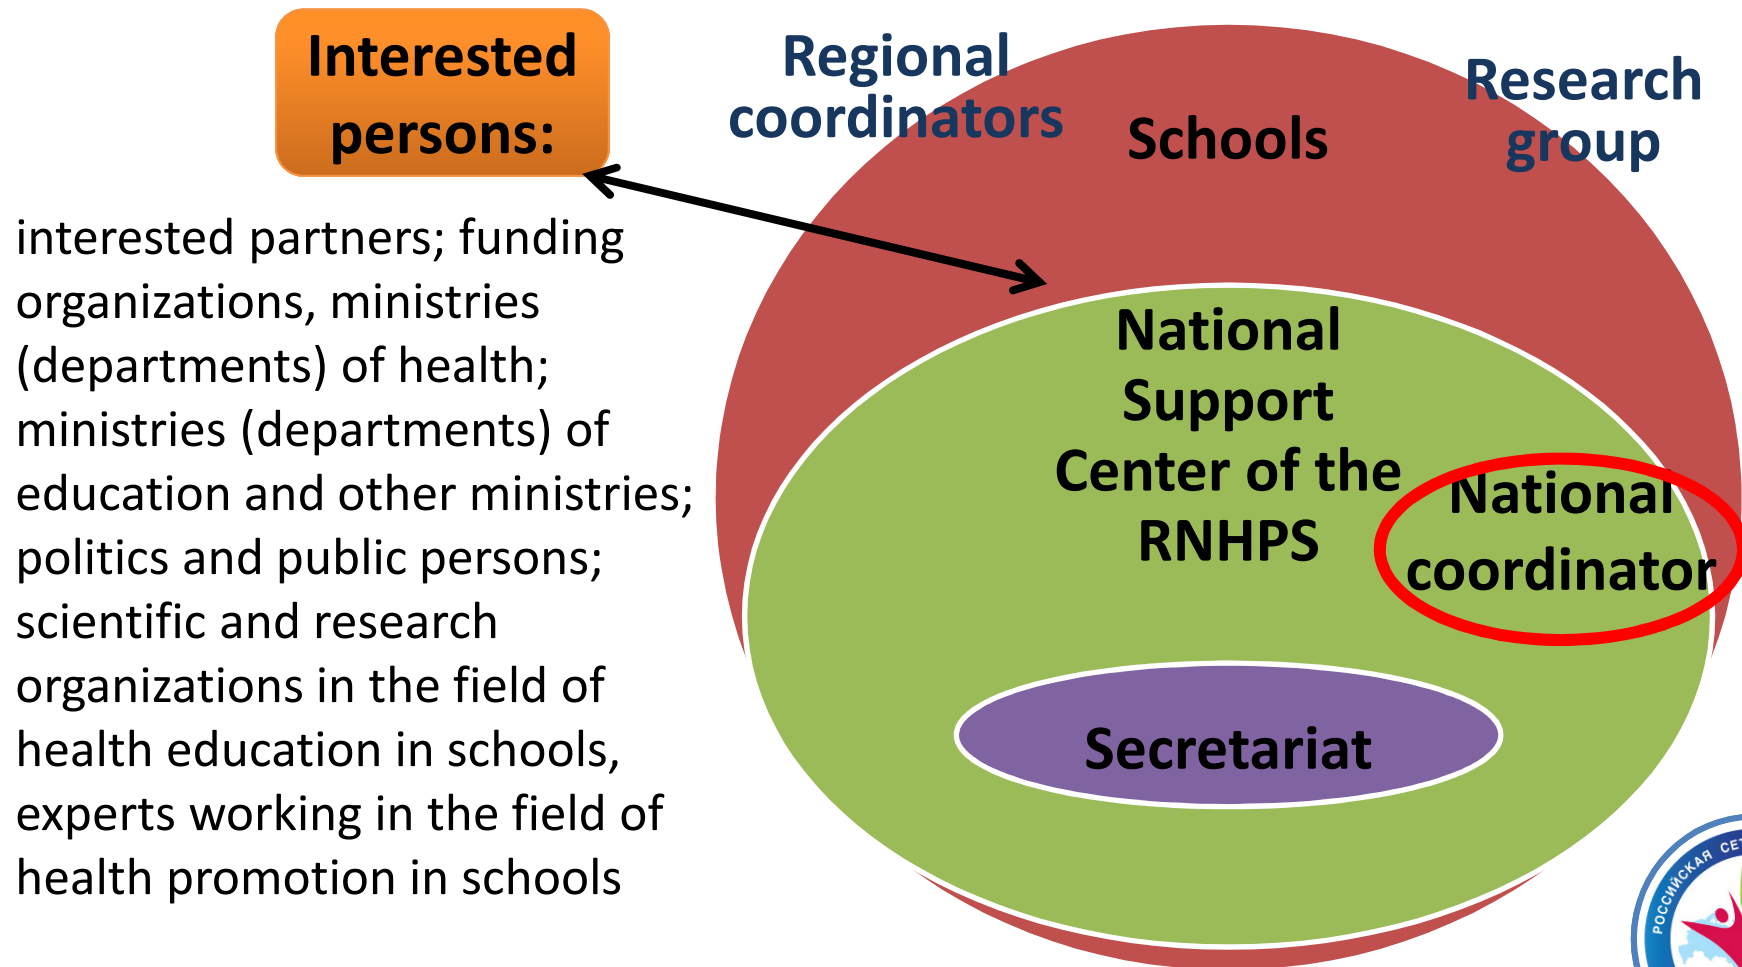 Interested
persons:
interested partners; funding
organizations, ministries
(departments) of health;
ministries (departments) of
education and other ministries;
politics and public persons;
scientific and research
organizations in the field of
health education in schools,
experts working in the field of
health promotion in schools
Regional
coordinators
Schools
Research
group
National
Support
Center of the
RNHPS
National
coordinator
Secretariat
РОССИЙСКАЯ